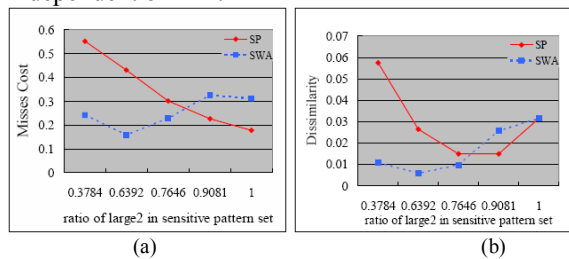 0.6
0.5
0.4
0.3
0.2
0.1
0
Misses Cost
SP
SWA
0.3784 0.6392 0.7646 0.9081 1
ratio of large2 in sensitive pattern set
(a)
0.07
0.06
0.05
0.04
0.03
0.02
0.01
0
Dissimilarity
SP
SWA
0.3784 0.6392 0.7646 0.9081 1
ratio of large2 in sensitive pattern set
(b)